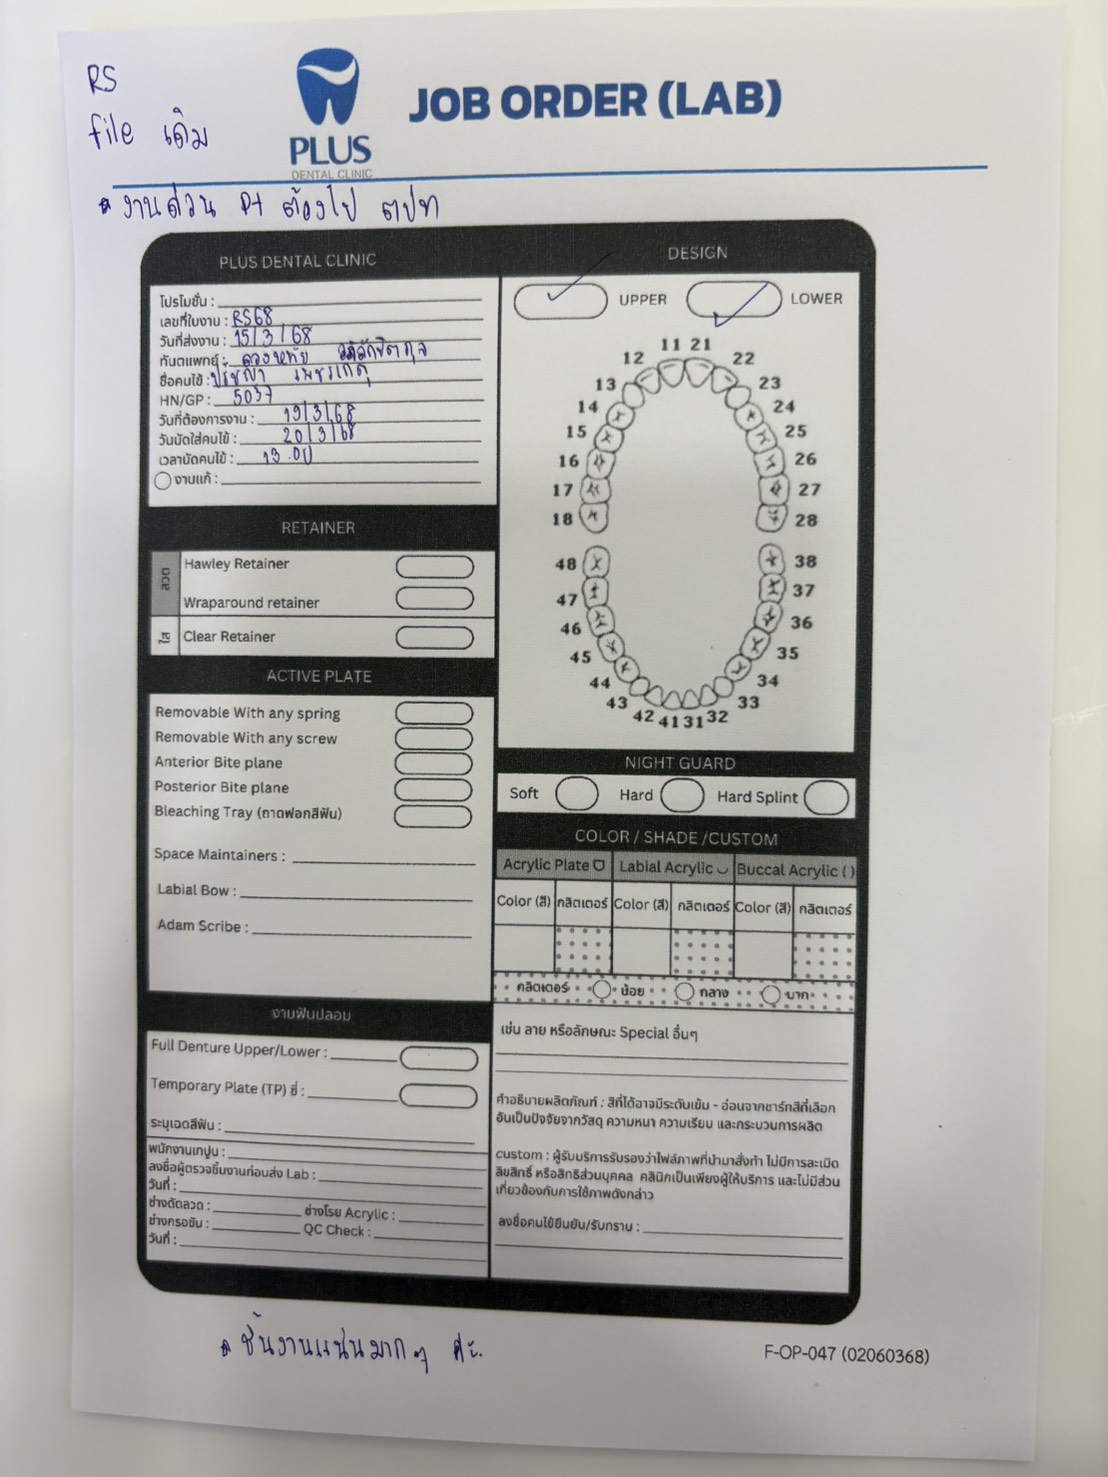 RS
file เดิม
PLUS
DENTAL CLINIC
JOB ORDER (LAB)
* งานด่วน pt ต้องไป ตปท
PLUS DENTAL CLINIC
โปรโมชั่น :
เลขที่ใบงาน : RS68
วันที่ส่งงาน : 15/3/68
ทันตแพทย์ : ดวงหทัย
ชื่อคนไข้ : ปรัชญา เพชรเกตุ
HN/GP : 5037
วันที่ต้องการงาน : 19/3/68
วันนัดใส่คนไข้ : 20/3/68
เวลานัดคนไข้ : 13.00
งานแก้ :
DESIGN
UPPER
LOWER
11 21
12 22
13 23
14 24
15 25
16 26
17 27
18 28
48 38
47 37
46 36
45 35
44 34
43 33
42 41 31 32
RETAINER
ลวด
Hawley Retainer
Wraparound retainer
ใส
Clear Retainer
ACTIVE PLATE
Removable With any spring
Removable With any screw
Anterior Bite plane
Posterior Bite plane
Bleaching Tray (ถาดฟอกสีฟัน)
Space Maintainers :
Labial Bow :
Adam Scribe :
NIGHT GUARD
Soft Hard Hard Splint
COLOR / SHADE /CUSTOM
Acrylic Plate Labial Acrylic Buccal Acrylic ( )
Color (สี) กลิตเตอร์ Color (สี) กลิตเตอร์ Color (สี) กลิตเตอร์
กลิตเตอร์ น้อย กลาง มาก
เช่น ลาย หรือลักษณะ Special อื่นๆ
คำอธิบายผลิตภัณฑ์ : สีที่ได้อาจมีระดับเข้ม - อ่อนจากชาร์ทสีที่เลือก
อันเป็นปัจจัยจากวัสดุ ความหนา ความเรียบ และกระบวนการผลิต
custom : ผู้รับบริการรับรองว่าไฟล์ภาพที่นำมาสั่งทำ ไม่มีการละเมิด
ลิขสิทธิ์ หรือสิทธิส่วนบุคคล คลินิกเป็นเพียงผู้ให้บริการ และไม่มีส่วน
เกี่ยวข้องกับการใช้ภาพดังกล่าว
ลงชื่อคนไข้ยืนยัน/รับทราบ :
งานฟันปลอม
Full Denture Upper/Lower :
Temporary Plate (TP) ซี่ :
ระบุเฉดสีฟัน :
พนักงานเทปูน :
ลงชื่อผู้ตรวจชิ้นงานก่อนส่ง Lab :
วันที่ :
ช่างดัดลวด : ช่างโรย Acrylic :
ช่างกรอขัด : QC Check :
วันที่ :
* ชิ้นงานแน่นมากๆ ค่ะ.
F-OP-047 (02060368)